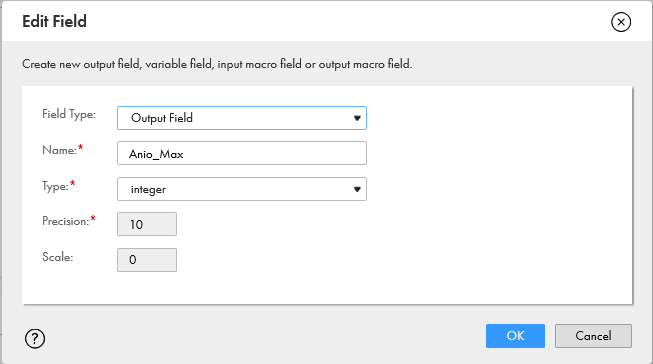 Edit Field
Create new output field, variable field, input macro field or output macro field.
Field Type: Output Field
Name:* Anio_Max
Type:* integer
Precision:* 10
Scale: 0
? OK Cancel